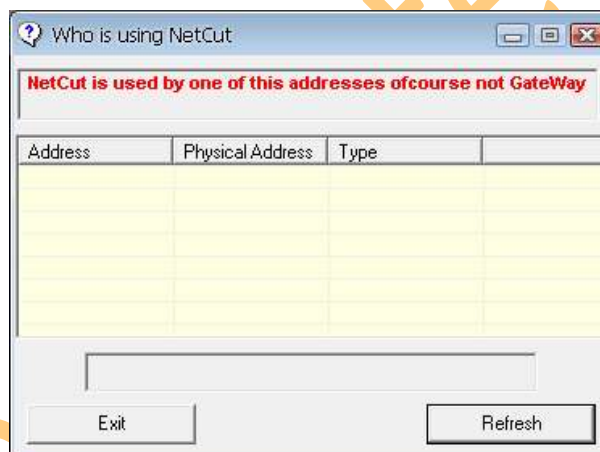 Who is using NetCut
NetCut is used by one of this addresses ofcourse not GateWay
Address Physical Address Type
Exit Refresh